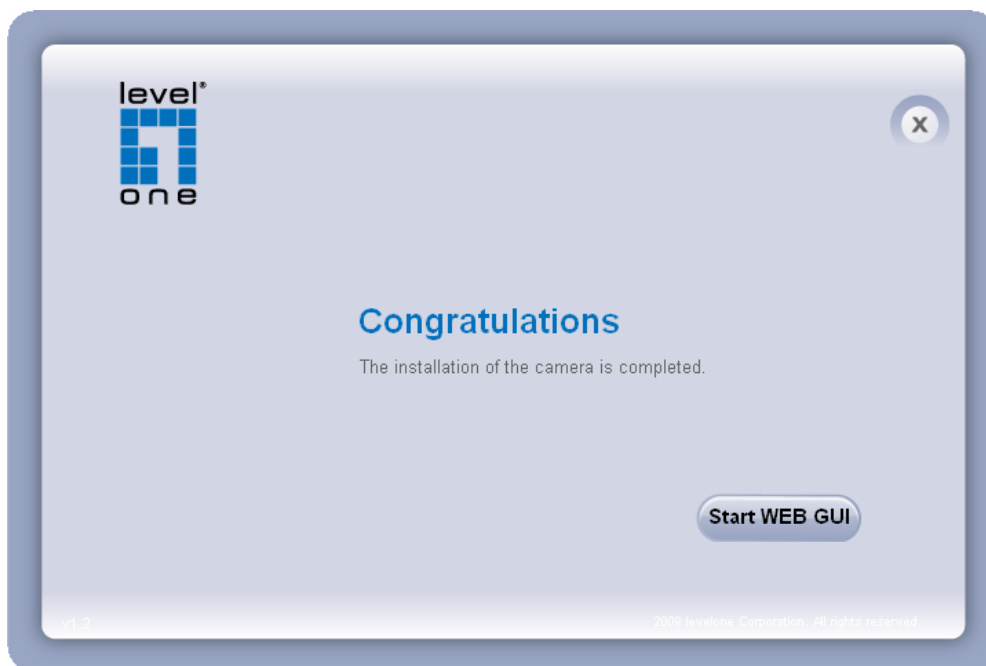 level®
one
X
Congratulations
The installation of the camera is completed.
Start WEB GUI
v1.2
2009 levelone Corporation. All rights reserved.